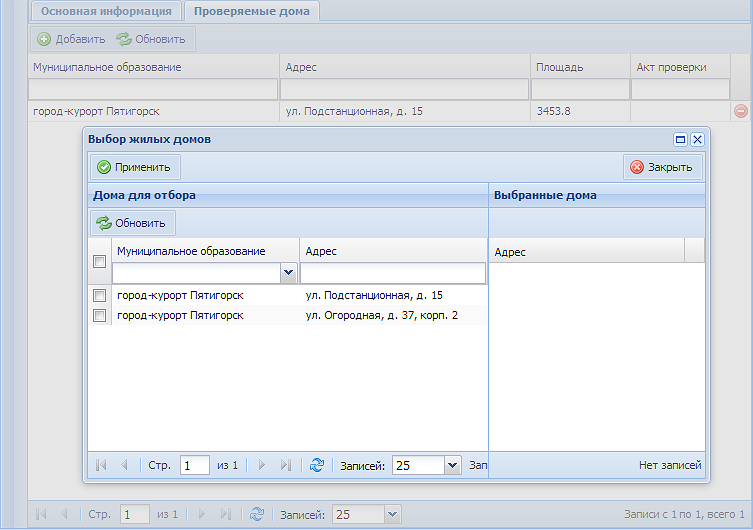 Основная информация Проверяемые дома
Добавить Обновить
Муниципальное образование Адрес Площадь Акт проверки
город-курорт Пятигорск ул. Подстанционная, д. 15 3453.8
Выбор жилых домов
Применить Закрыть
Дома для отбора Выбранные дома
Обновить
Муниципальное образование Адрес Адрес
город-курорт Пятигорск ул. Подстанционная, д. 15
город-курорт Пятигорск ул. Огородная, д. 37, корп. 2
Стр. 1 из 1 Записей: 25 Зап Нет записей
Стр. 1 из 1 Записей: 25 Записи с 1 по 1, всего 1